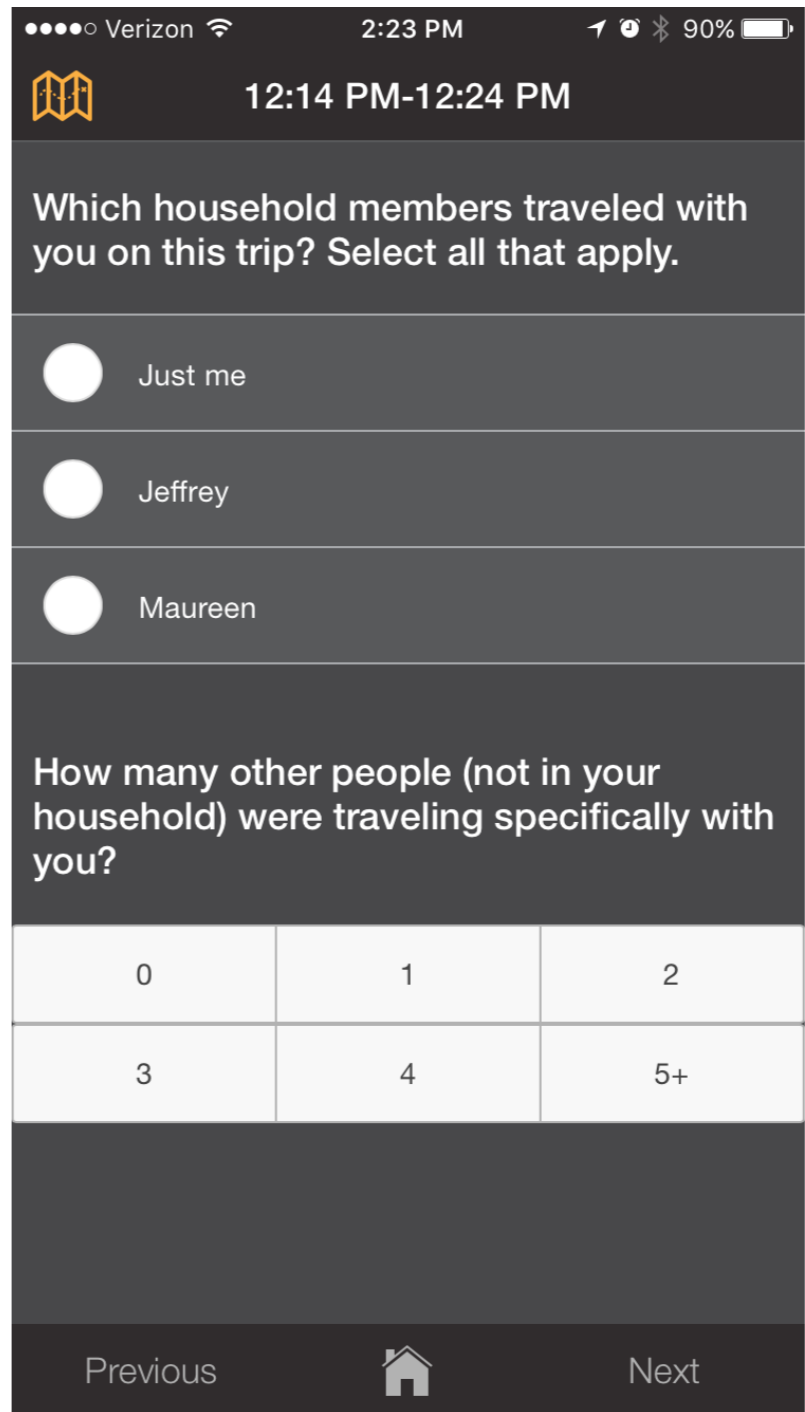 Verizon 2:23 PM 90%
12:14 PM-12:24 PM
Which household members traveled with
you on this trip? Select all that apply.
Just me
Jeffrey
Maureen
How many other people (not in your
household) were traveling specifically with
you?
0 1 2
3 4 5+
Previous Next